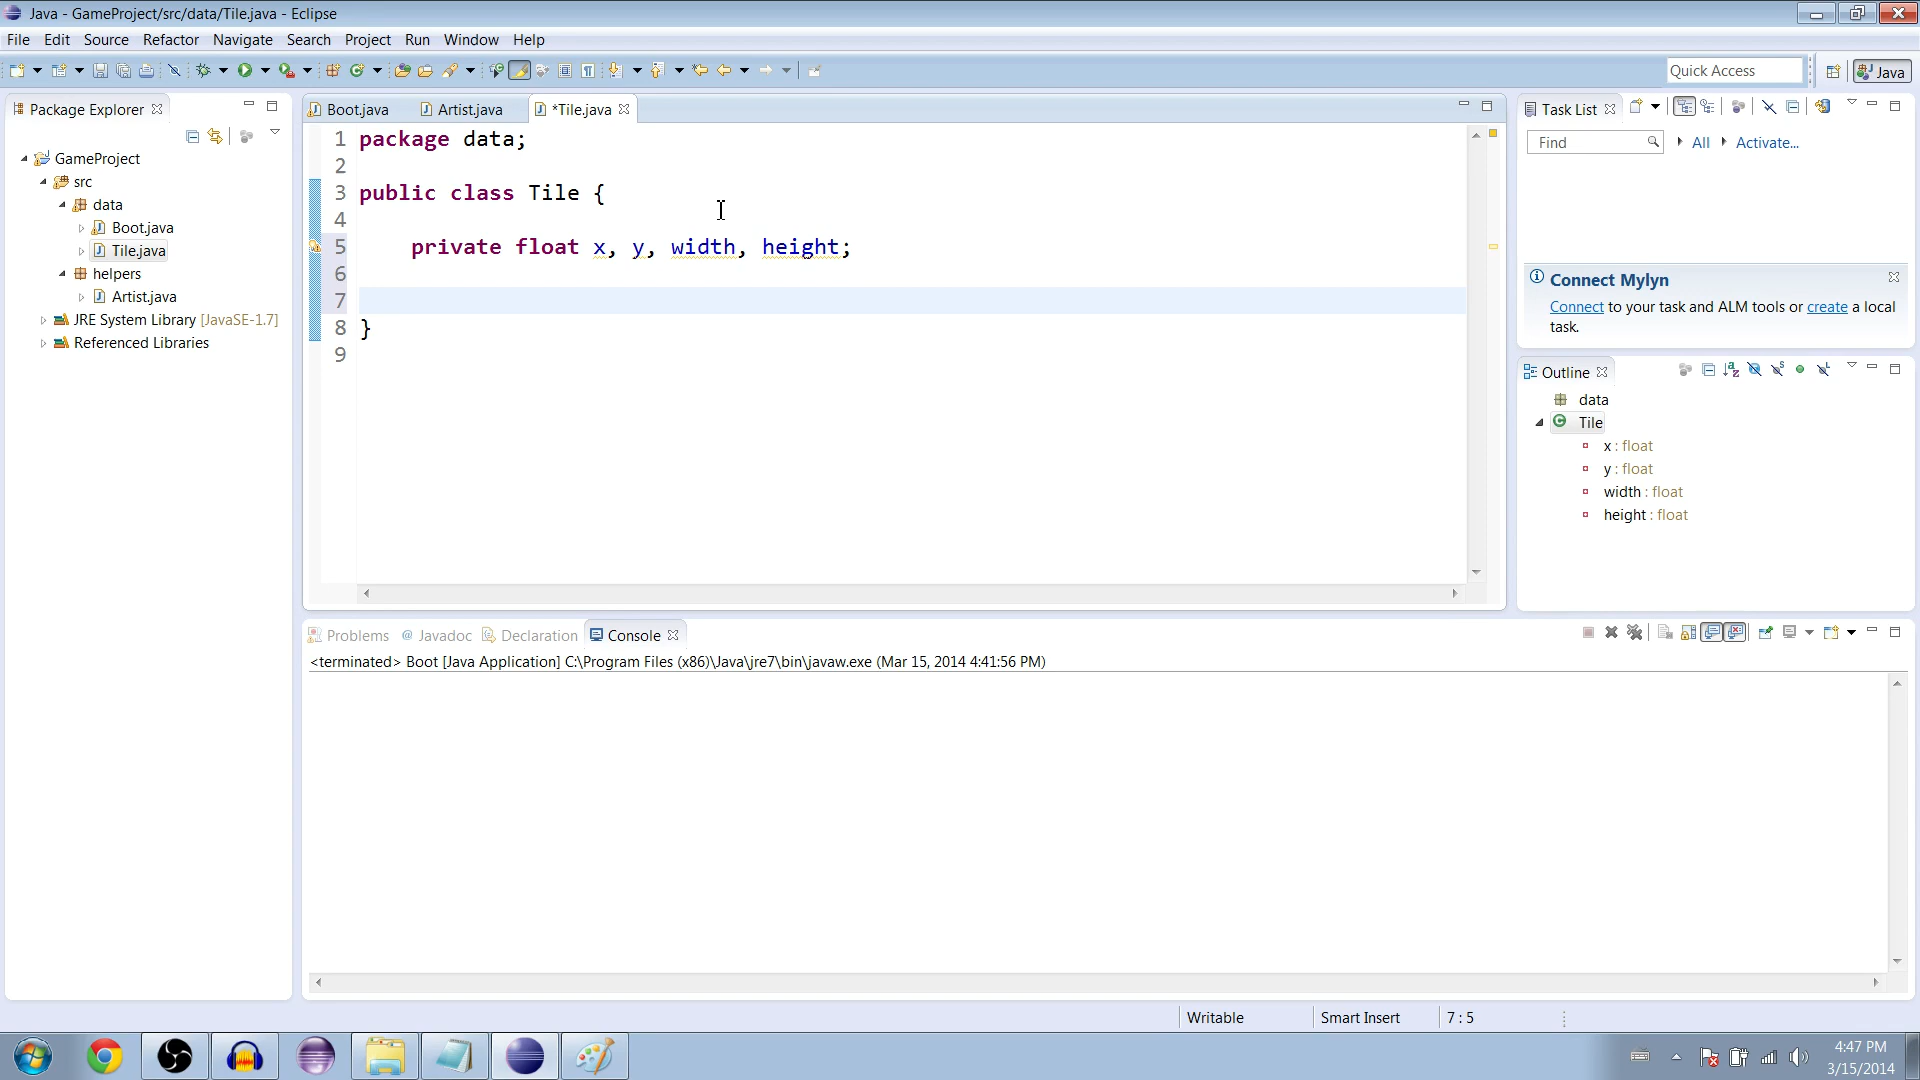 Java - GameProject/src/data/Tile.java - Eclipse
File Edit Source Refactor Navigate Search Project Run Window Help
Quick Access
Java
Package Explorer
GameProject
src
data
Boot.java
Tile.java
helpers
Artist.java
JRE System Library [JavaSE-1.7]
Referenced Libraries
Boot.java Artist.java *Tile.java
1 package data;
2
3 public class Tile {
4
5 private float x, y, width, height;
6
7
8 }
9
Task List
Find All Activate...
Connect Mylyn
Connect to your task and ALM tools or create a local
task.
Outline
data
Tile
x : float
y : float
width : float
height : float
Problems @ Javadoc Declaration Console
<terminated> Boot [Java Application] C:\Program Files (x86)\Java\jre7\bin\javaw.exe (Mar 15, 2014 4:41:56 PM)
Writable Smart Insert 7 : 5
4:47 PM
3/15/2014